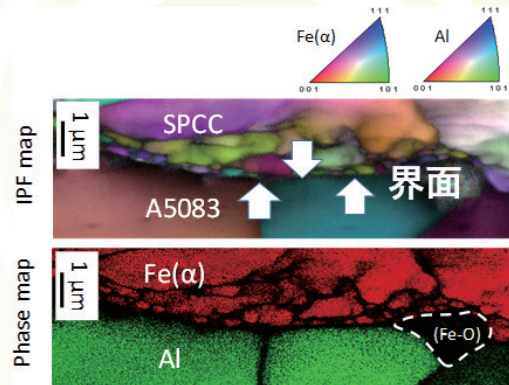 Fe(α)
Al
111
111
001
101
001
101
IPF map
1 μm
SPCC
界面
A5083
Phase map
1 μm
Fe(α)
(Fe-O)
Al